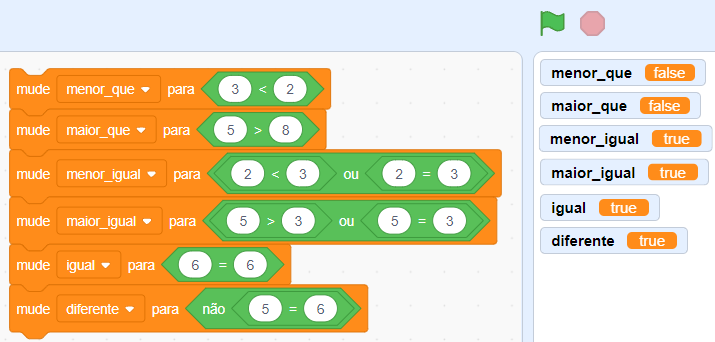 mude menor_que para 3 < 2
mude maior_que para 5 > 8
mude menor_igual para 2 < 3 ou 2 = 3
mude maior_igual para 5 > 3 ou 5 = 3
mude igual para 6 = 6
mude diferente para não 5 = 6
menor_que false
maior_que false
menor_igual true
maior_igual true
igual true
diferente true